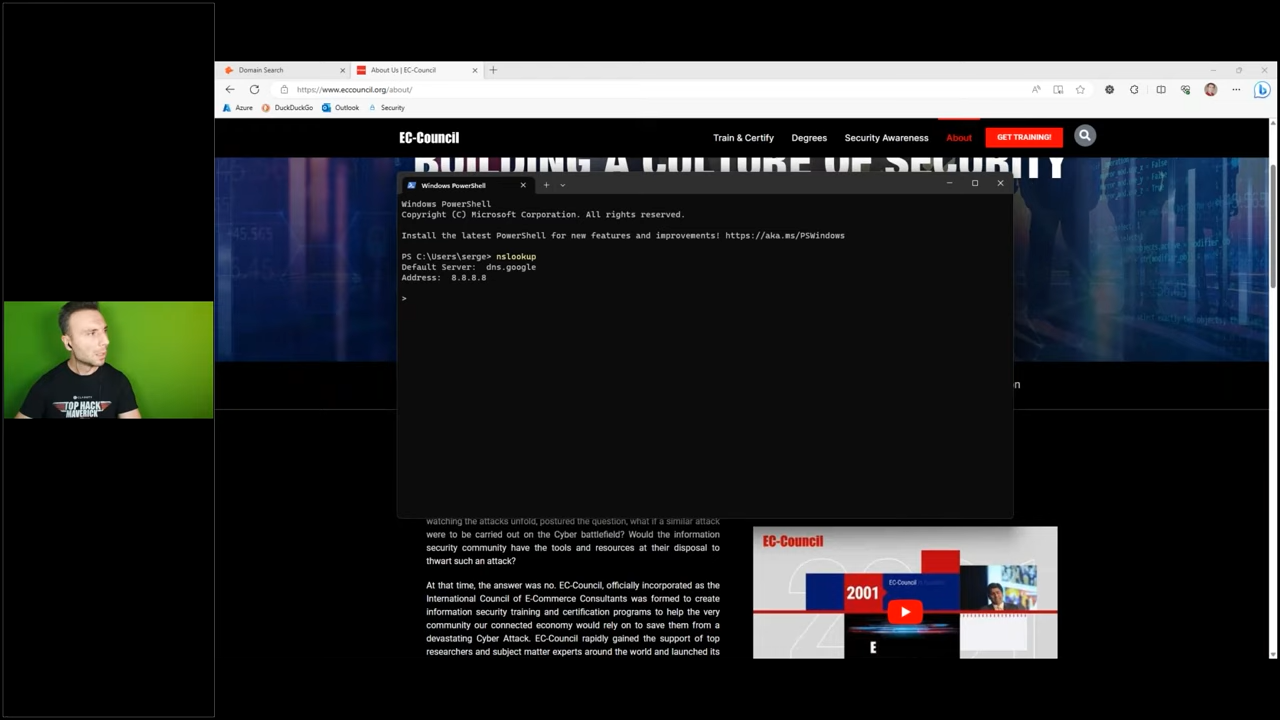 Domain Search
About Us | EC-Council
https://www.eccouncil.org/about/
Azure
DuckDuckGo
Outlook
Security
EC-Council
Train & Certify
Degrees
Security Awareness
About
GET TRAINING!
BUILDING A CULTURE OF SECURITY
Windows PowerShell
Windows PowerShell
Copyright (C) Microsoft Corporation. All rights reserved.
Install the latest PowerShell for new features and improvements! https://aka.ms/PSWindows
PS C:\Users\serge> nslookup
Default Server:  dns.google
Address:  8.8.8.8
>
TOP HACK
MAVERICK
watching the attacks unfold, postured the question, what if a similar attack
were to be carried out on the Cyber battlefield? Would the information
security community have the tools and resources at their disposal to
thwart such an attack?
At that time, the answer was no. EC-Council, officially incorporated as the
International Council of E-Commerce Consultants was formed to create
information security training and certification programs to help the very
community our connected economy would rely on to save them from a
devastating Cyber Attack. EC-Council rapidly gained the support of top
researchers and subject matter experts around the world and launched its
EC-Council
2001
EC-Council
E